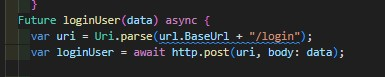 }
Future loginUser(data) async {
var uri = Uri.parse(url.BaseUrl + "/login");
var loginUser = await http.post(uri, body: data);